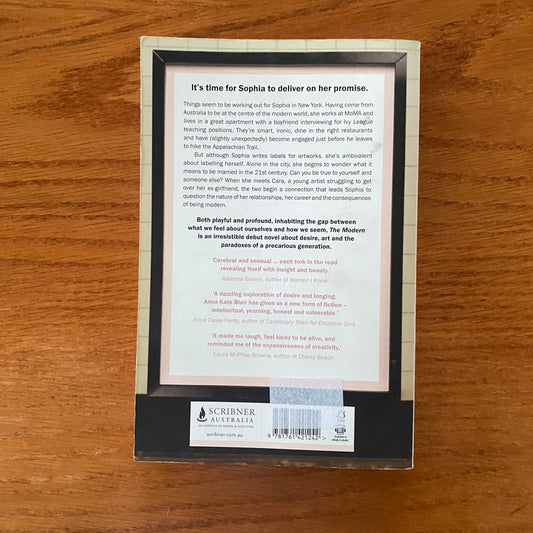 It's time for Sophia to deliver on her promise.
Things seem to be working out for Sophia in New York. Having come from
Australia to be at the centre of the modern world, she works at MoMA and
lives in a great apartment with a boyfriend interviewing for Ivy League
teaching positions. They're smart, ironic, dine in the right restaurants
and have (slightly unexpectedly) become engaged just before he leaves
to hike the Appalachian Trail.
But although Sophia writes labels for artworks, she's ambivalent
about labelling herself. Alone in the city, she begins to wonder what it
means to be married in the 21st century. Can you be true to yourself and
someone else? When she meets Cara, a young artist struggling to get
over her ex-girlfriend, the two begin a connection that leads Sophia to
question the nature of her relationships, her career and the consequences
of being modern.
Both playful and profound, inhabiting the gap between
what we feel about ourselves and how we seem, The Modern
is an irresistible debut novel about desire, art and the
paradoxes of a precarious generation.
'Cerebral and sensual ... each fork in the road
revealing itself with insight and beauty.'
Katerina Gibson, author of Women I Know
'A dazzling exploration of desire and longing.
Anna Kate Blair has given us a new form of fiction –
intellectual, yearning, honest and vulnerable.'
Anne Casey-Hardy, author of Cautionary Tales for Excitable Girls
'It made me laugh, feel lucky to be alive, and
reminded me of the expansiveness of creativity.'
Laura McPhee-Browne, author of Cherry Beach
SCRIBNER
AUSTRALIA
AN IMPRINT OF SIMON & SCHUSTER
scribner.com.au
9 781761 421242 >